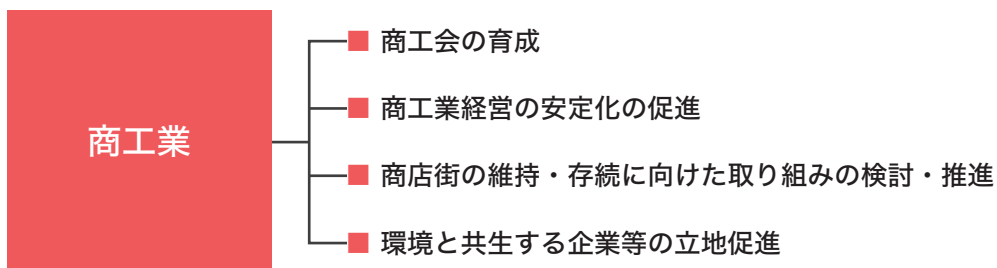 商工業
商工会の育成
商工業経営の安定化の促進
商店街の維持・存続に向けた取り組みの検討・推進
環境と共生する企業等の立地促進